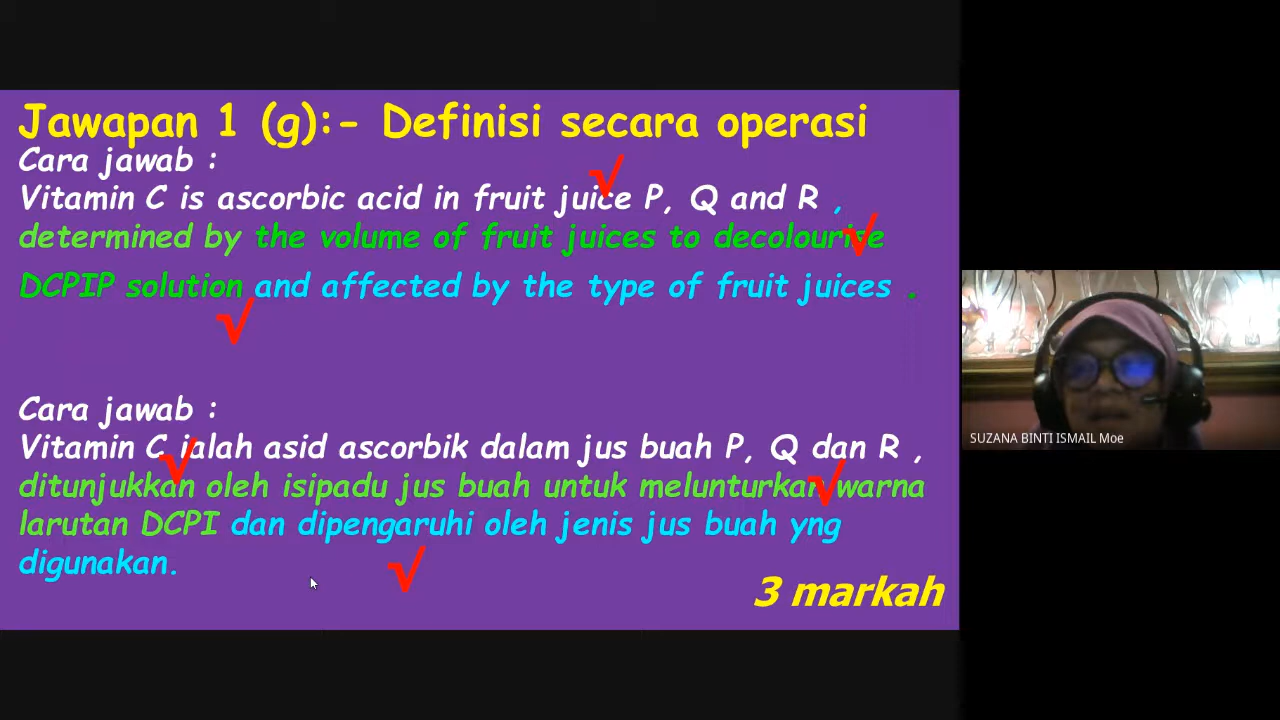 Jawapan 1 (g):- Definisi secara operasi
Cara jawab :
Vitamin C is ascorbic acid in fruit juice P, Q and R ,
determined by the volume of fruit juices to decolourise
DCPIP solution and affected by the type of fruit juices .
Cara jawab :
Vitamin C ialah asid ascorbik dalam jus buah P, Q dan R ,
ditunjukkan oleh isipadu jus buah untuk melunturkan warna
larutan DCPI dan dipengaruhi oleh jenis jus buah yng
digunakan.
3 markah
SUZANA BINTI ISMAIL Moe